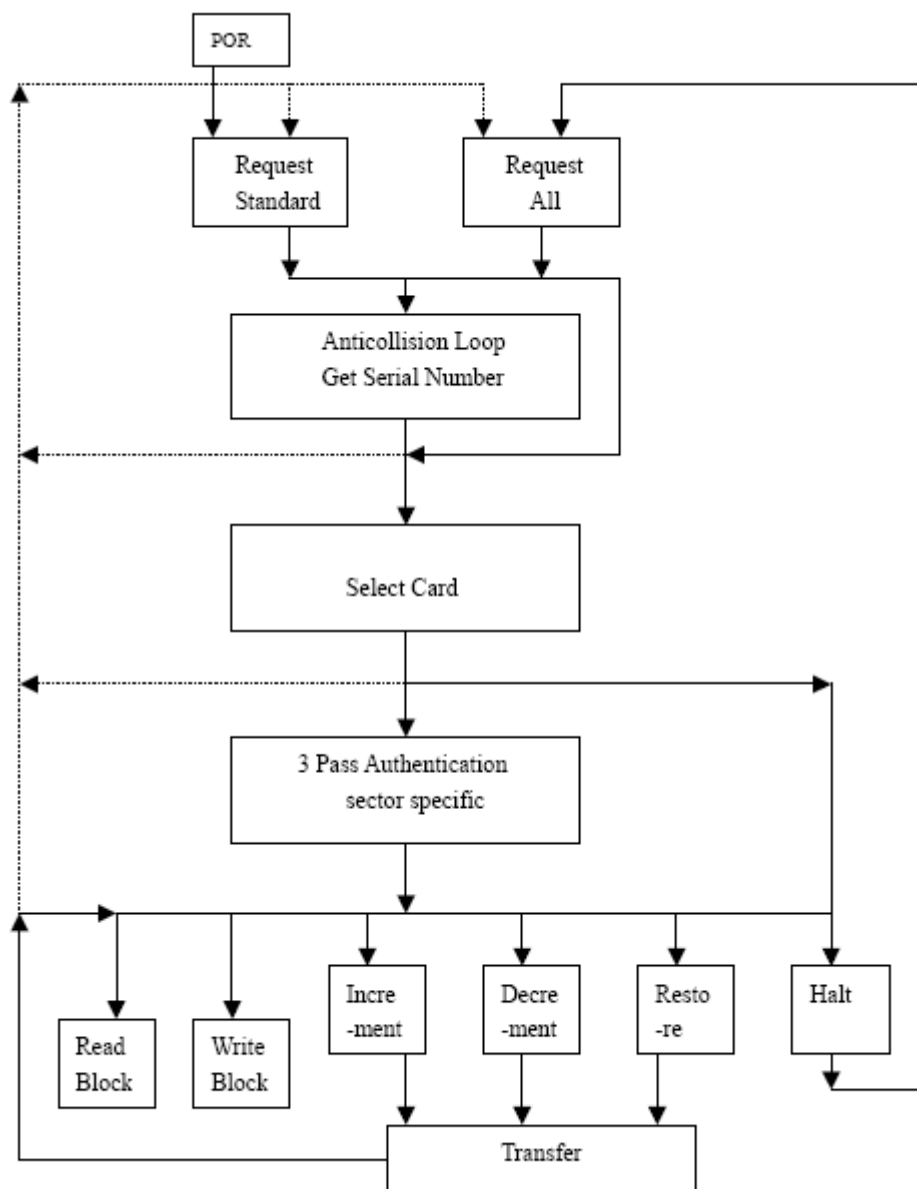 POR
Request
Standard
Request
All
Anticollision Loop
Get Serial Number
Select Card
3 Pass Authentication
sector specific
Incre
-ment
Decre
-ment
Resto
-re
Halt
Read
Block
Write
Block
Transfer